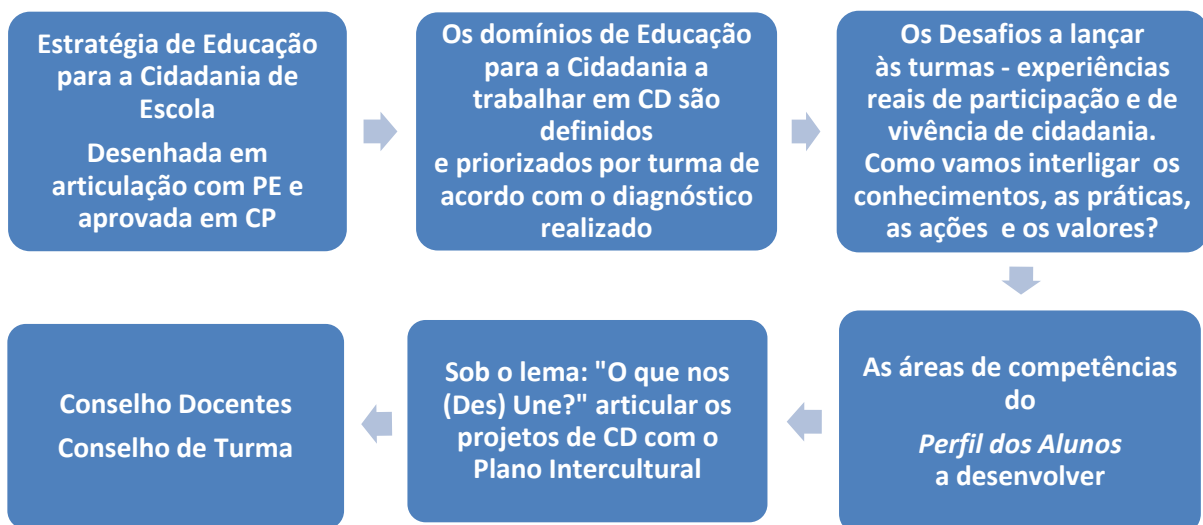 Estratégia de Educação
para a Cidadania de
Escola
Desenhada em
articulação com PE e
aprovada em CP
Os domínios de Educação
para a Cidadania a
trabalhar em CD são
definidos
e priorizados por turma de
acordo com o diagnóstico
realizado
Os Desafios a lançar
às turmas - experiências
reais de participação e de
vivência de cidadania.
Como vamos interligar os
conhecimentos, as práticas,
as ações e os valores?
As áreas de competências
do
Perfil dos Alunos
a desenvolver
Sob o lema: "O que nos
(Des) Une?" articular os
projetos de CD com o
Plano Intercultural
Conselho Docentes
Conselho de Turma